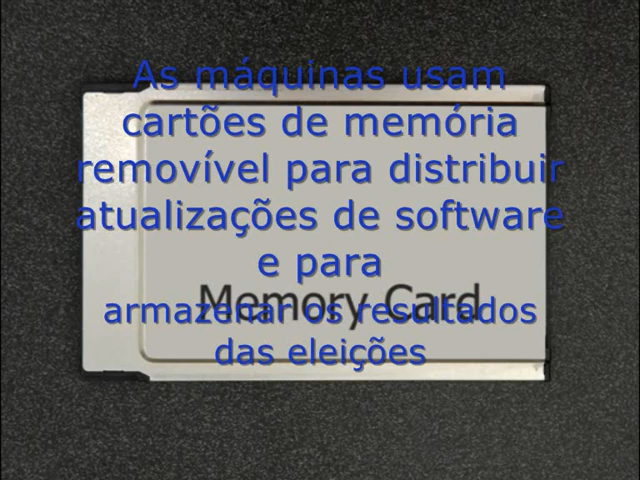 As máquinas usam
cartões de memória
removível para distribuir
atualizações de software
e para
Memory Card
armazenar os resultados
das eleições